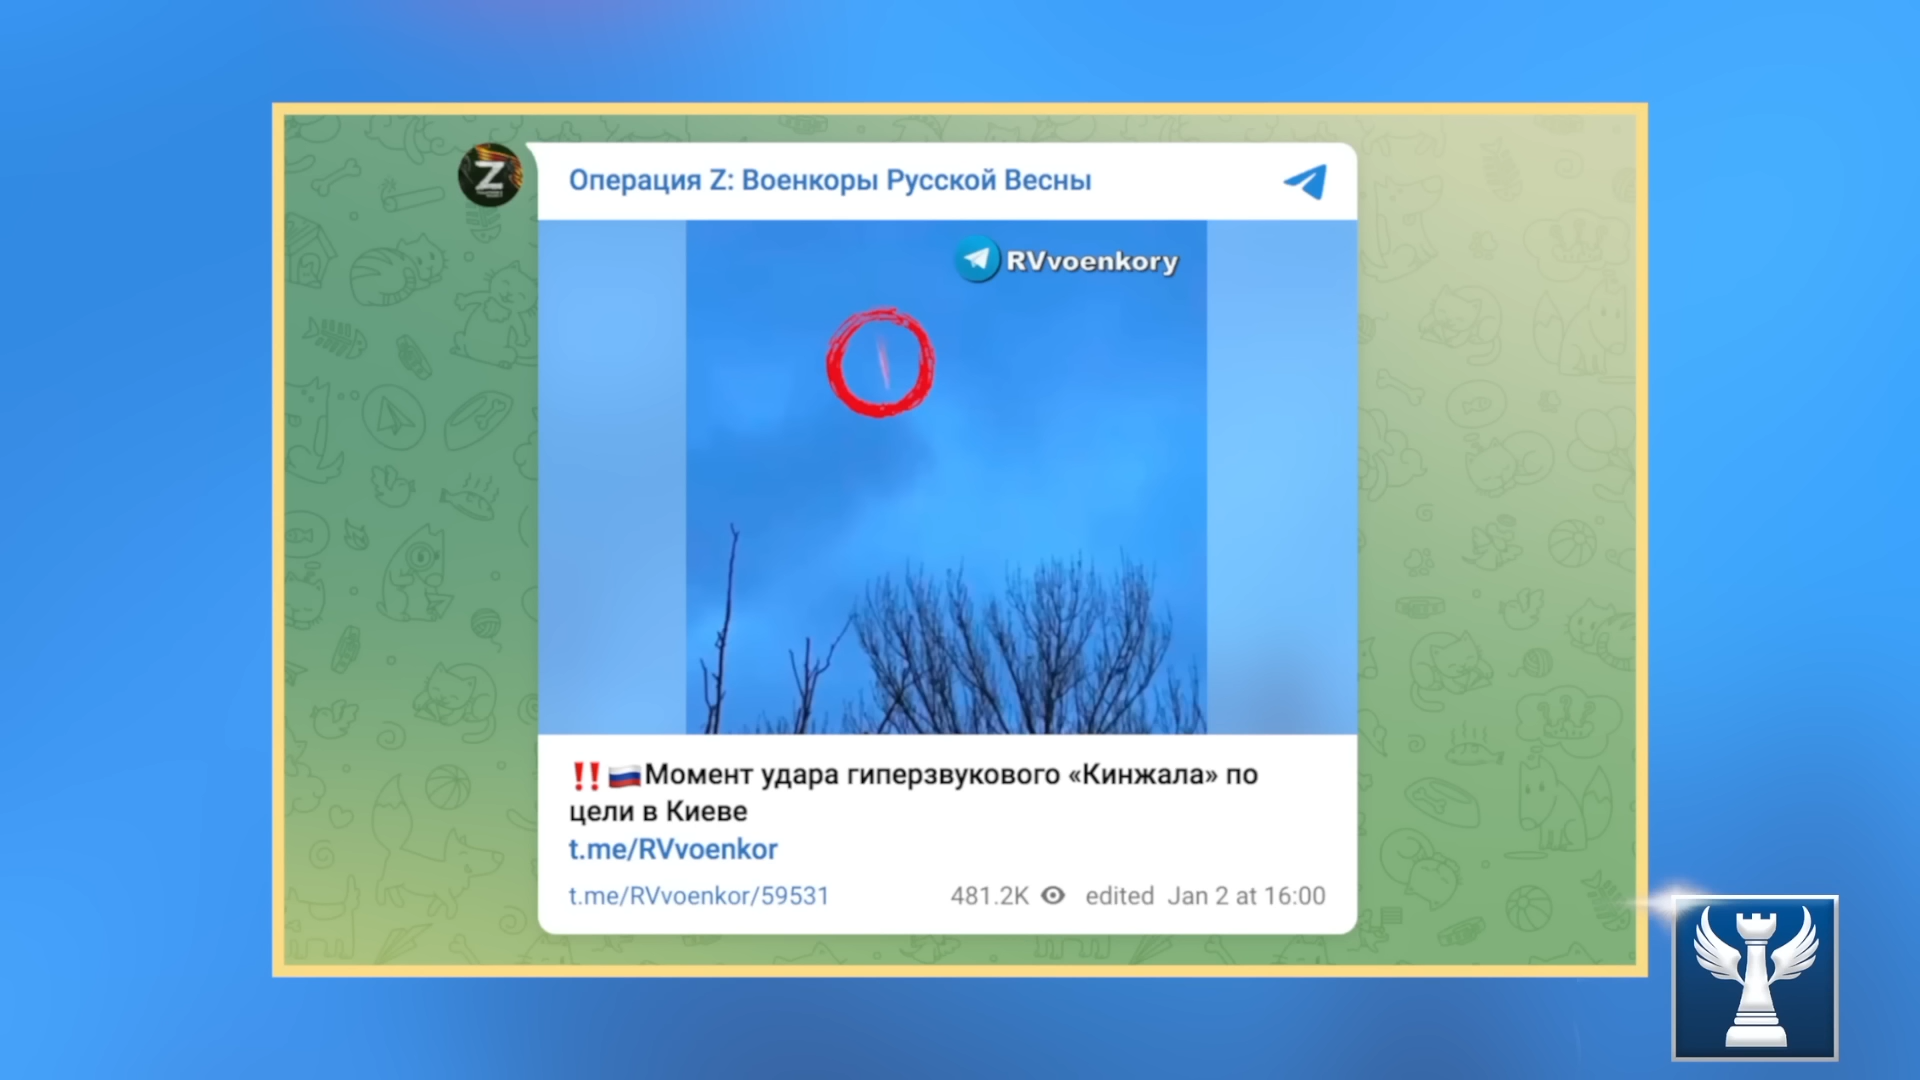 Операция Z: Военкоры Русской Весны
RVvoenkory
‼️🇷🇺Момент удара гиперзвукового «Кинжала» по
цели в Киеве
t.me/RVvoenkor
t.me/RVvoenkor/59531 481.2K edited Jan 2 at 16:00